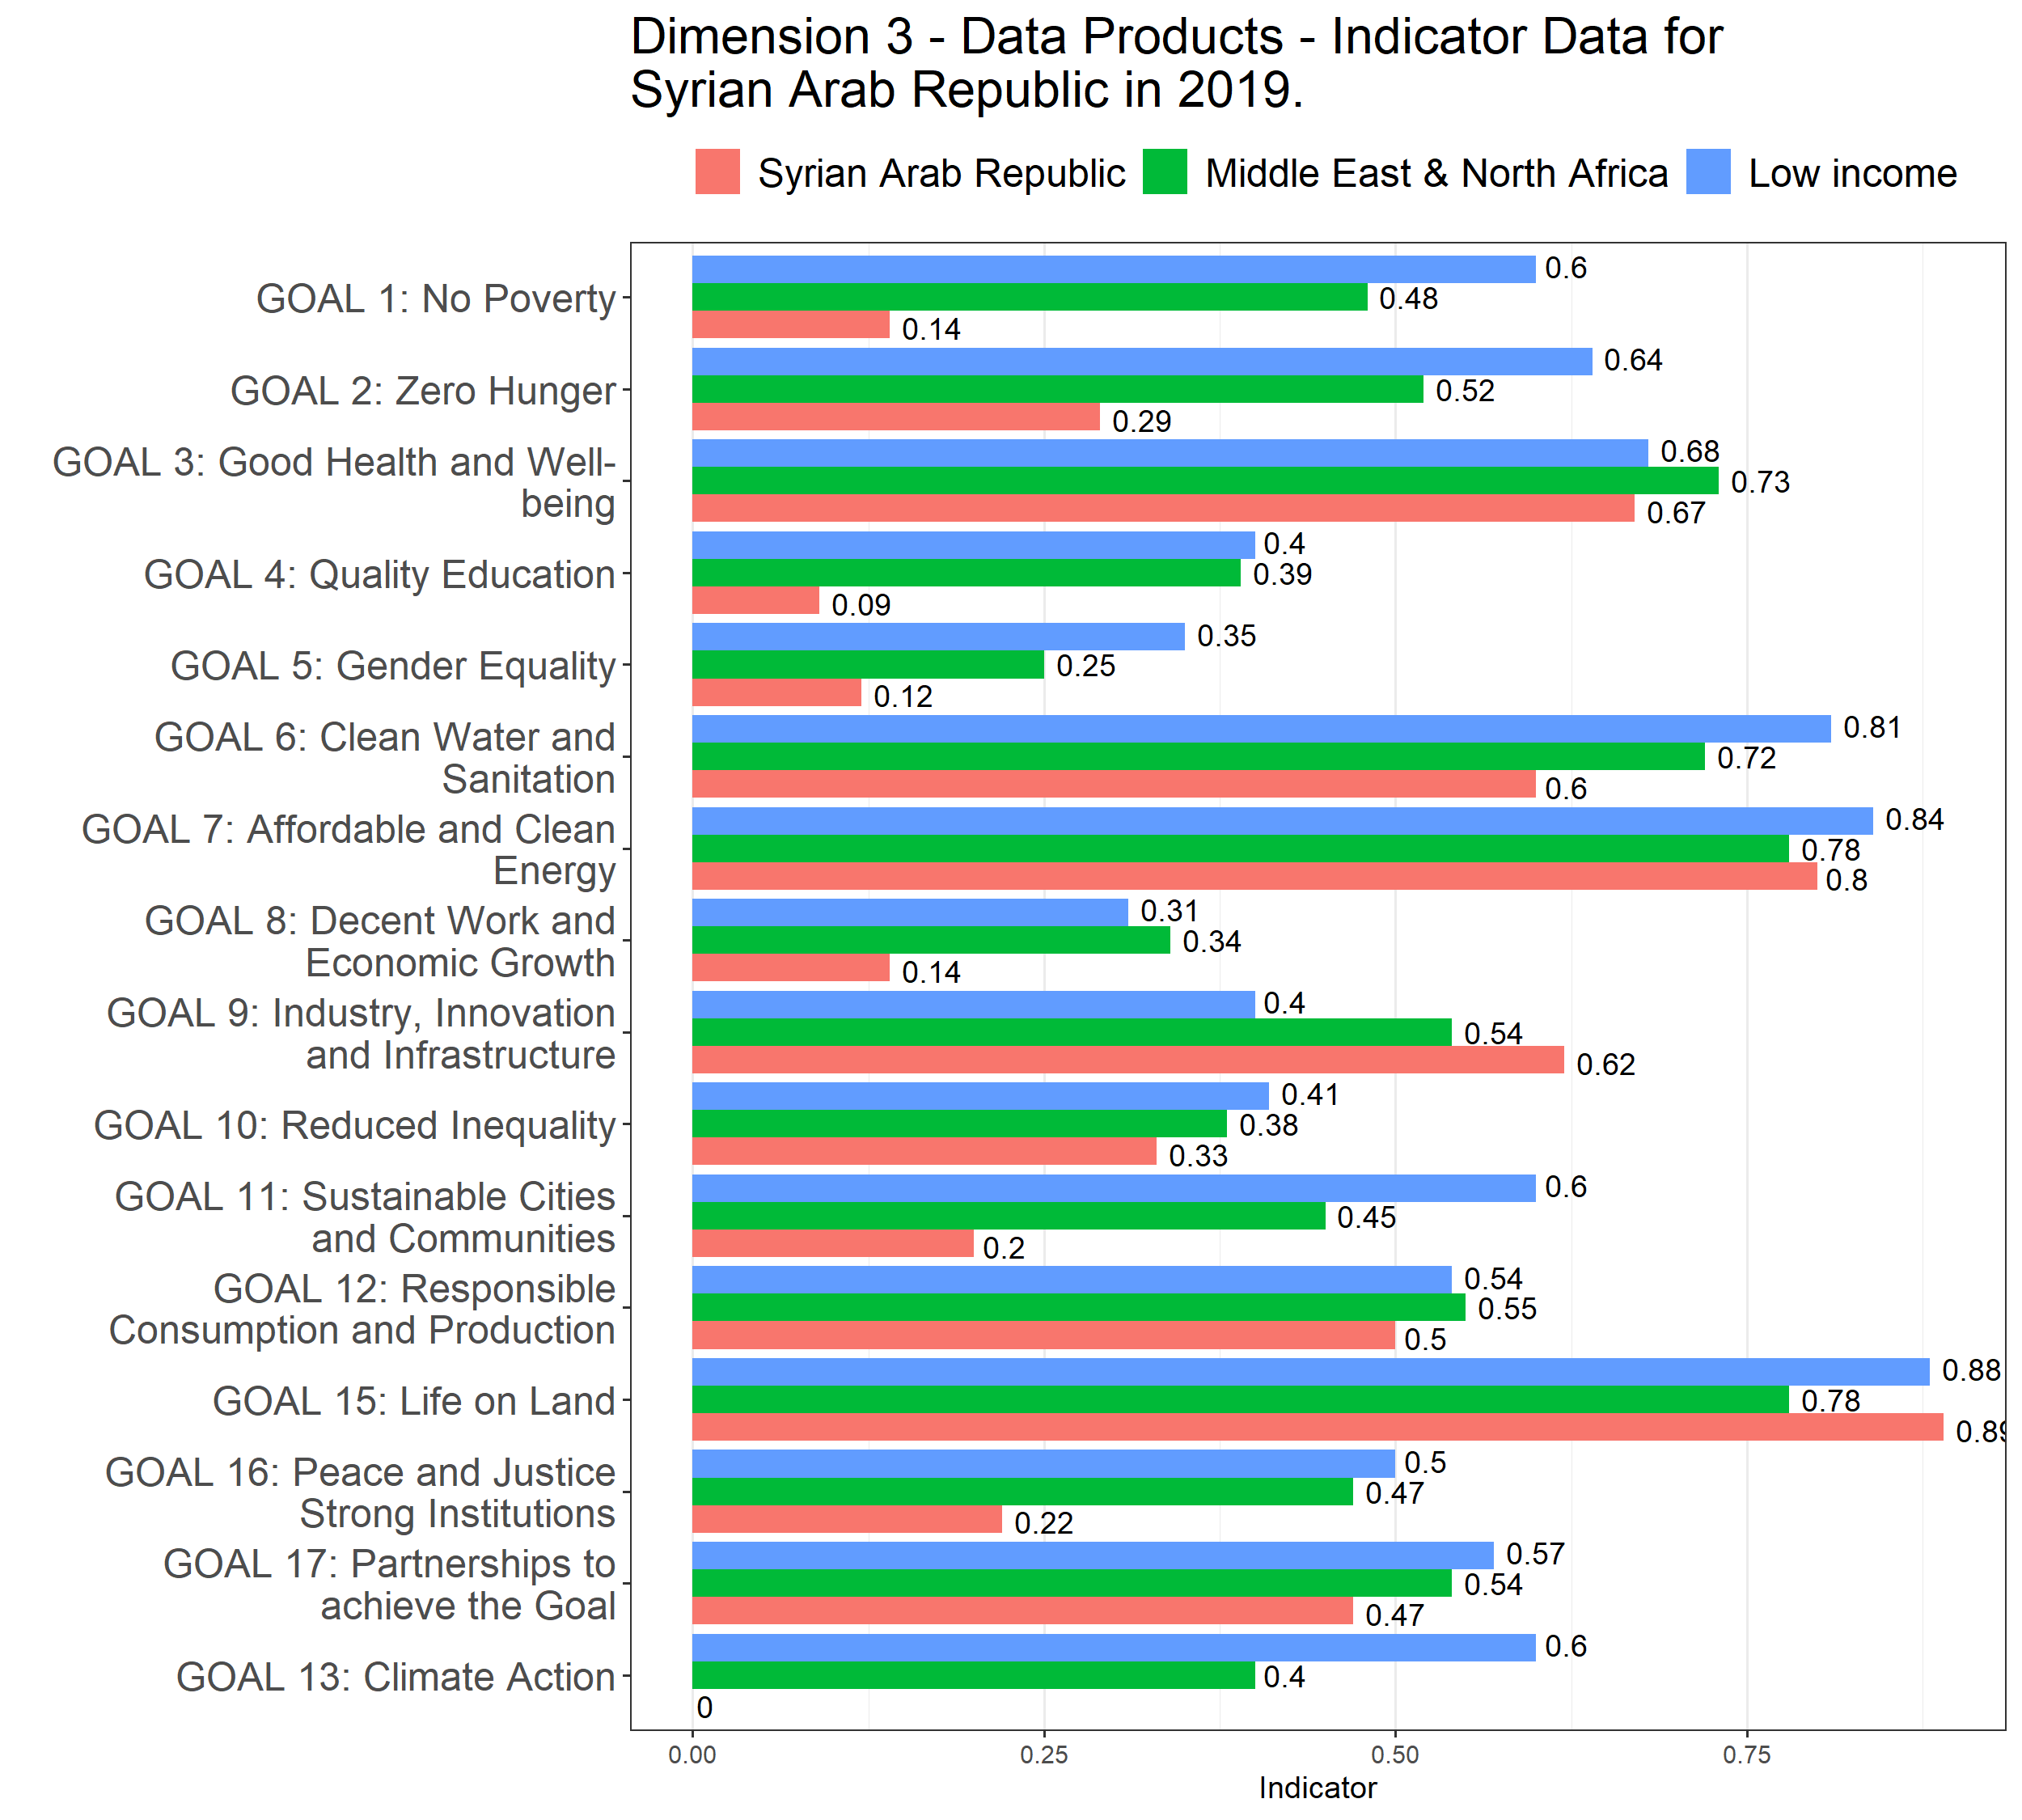 Dimension 3 - Data Products - Indicator Data for
Syrian Arab Republic in 2019.
Syrian Arab Republic Middle East & North Africa Low income
GOAL 1: No Poverty
0.6
0.48
0.14
GOAL 2: Zero Hunger
0.64
0.52
0.29
GOAL 3: Good Health and Well-
being
0.68
0.73
0.67
GOAL 4: Quality Education
0.4
0.39
0.09
GOAL 5: Gender Equality
0.35
0.25
0.12
GOAL 6: Clean Water and
Sanitation
0.81
0.72
0.6
GOAL 7: Affordable and Clean
Energy
0.84
0.78
0.8
GOAL 8: Decent Work and
Economic Growth
0.31
0.34
0.14
GOAL 9: Industry, Innovation
and Infrastructure
0.4
0.54
0.62
GOAL 10: Reduced Inequality
0.41
0.38
0.33
GOAL 11: Sustainable Cities
and Communities
0.6
0.45
0.2
GOAL 12: Responsible
Consumption and Production
0.54
0.55
0.5
GOAL 15: Life on Land
0.88
0.78
0.89
GOAL 16: Peace and Justice
Strong Institutions
0.5
0.47
0.22
GOAL 17: Partnerships to
achieve the Goal
0.57
0.54
0.47
GOAL 13: Climate Action
0.6
0.4
0
0.00 0.25 0.50 0.75
Indicator